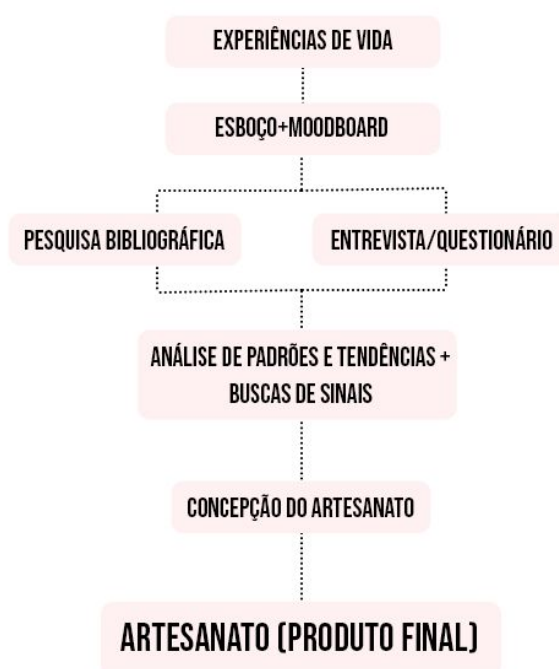 EXPERIÊNCIAS DE VIDA
ESBOÇO+MOODBOARD
PESQUISA BIBLIOGRÁFICA
ENTREVISTA/QUESTIONÁRIO
ANÁLISE DE PADRÕES E TENDÊNCIAS +
BUSCAS DE SINAIS
CONCEPÇÃO DO ARTESANATO
ARTESANATO (PRODUTO FINAL)